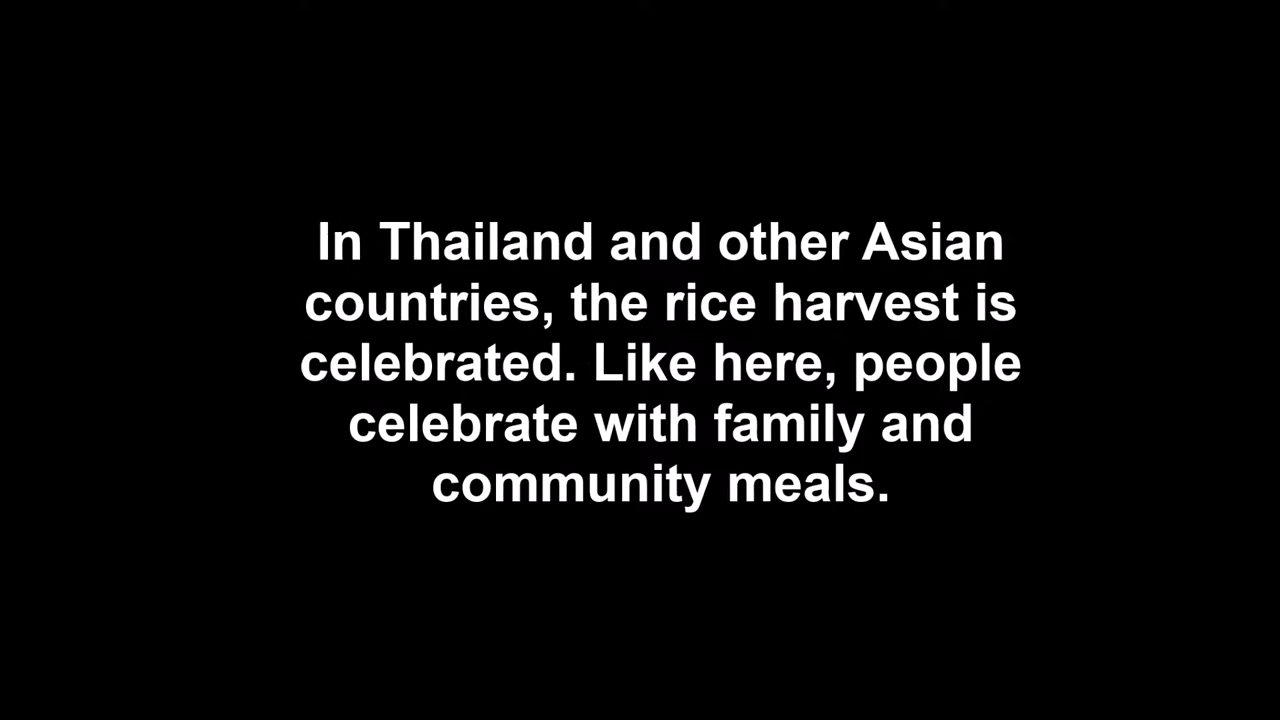 In Thailand and other Asian
countries, the rice harvest is
celebrated. Like here, people
celebrate with family and
community meals.